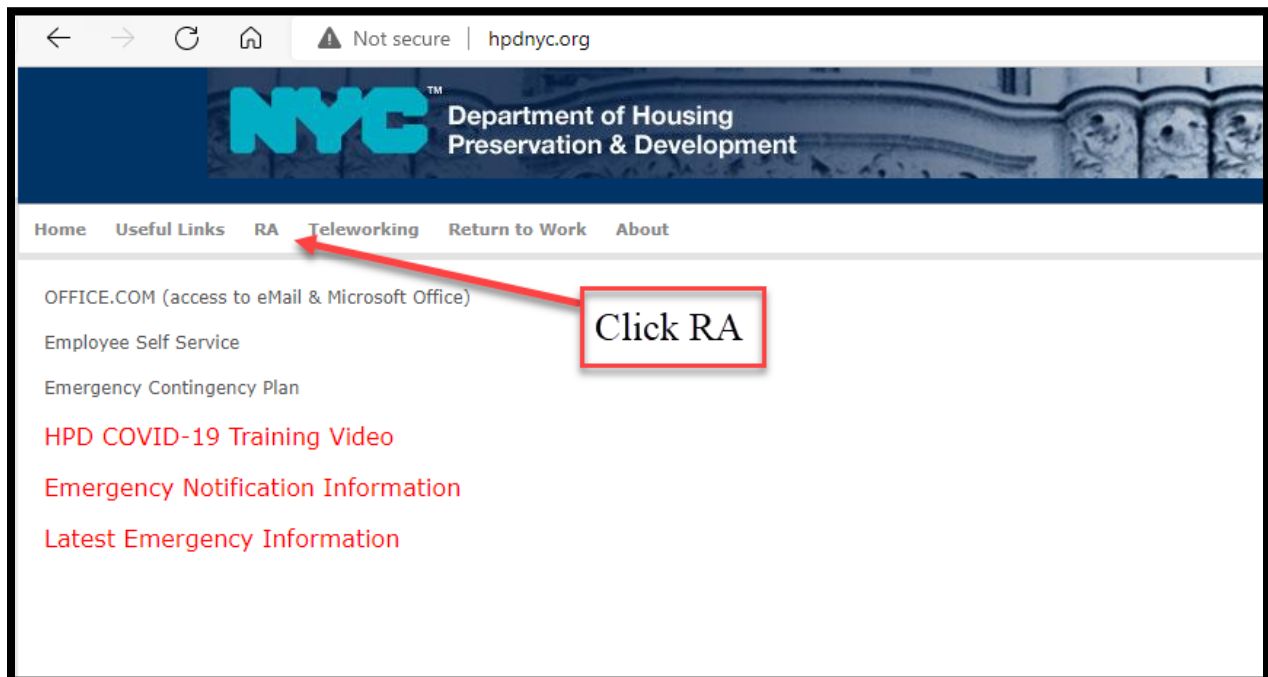 Not secure | hpdnyc.org
NYC™
Department of Housing
Preservation & Development
Home Useful Links RA Teleworking Return to Work About
OFFICE.COM (access to eMail & Microsoft Office)
Click RA
Employee Self Service
Emergency Contingency Plan
HPD COVID-19 Training Video
Emergency Notification Information
Latest Emergency Information